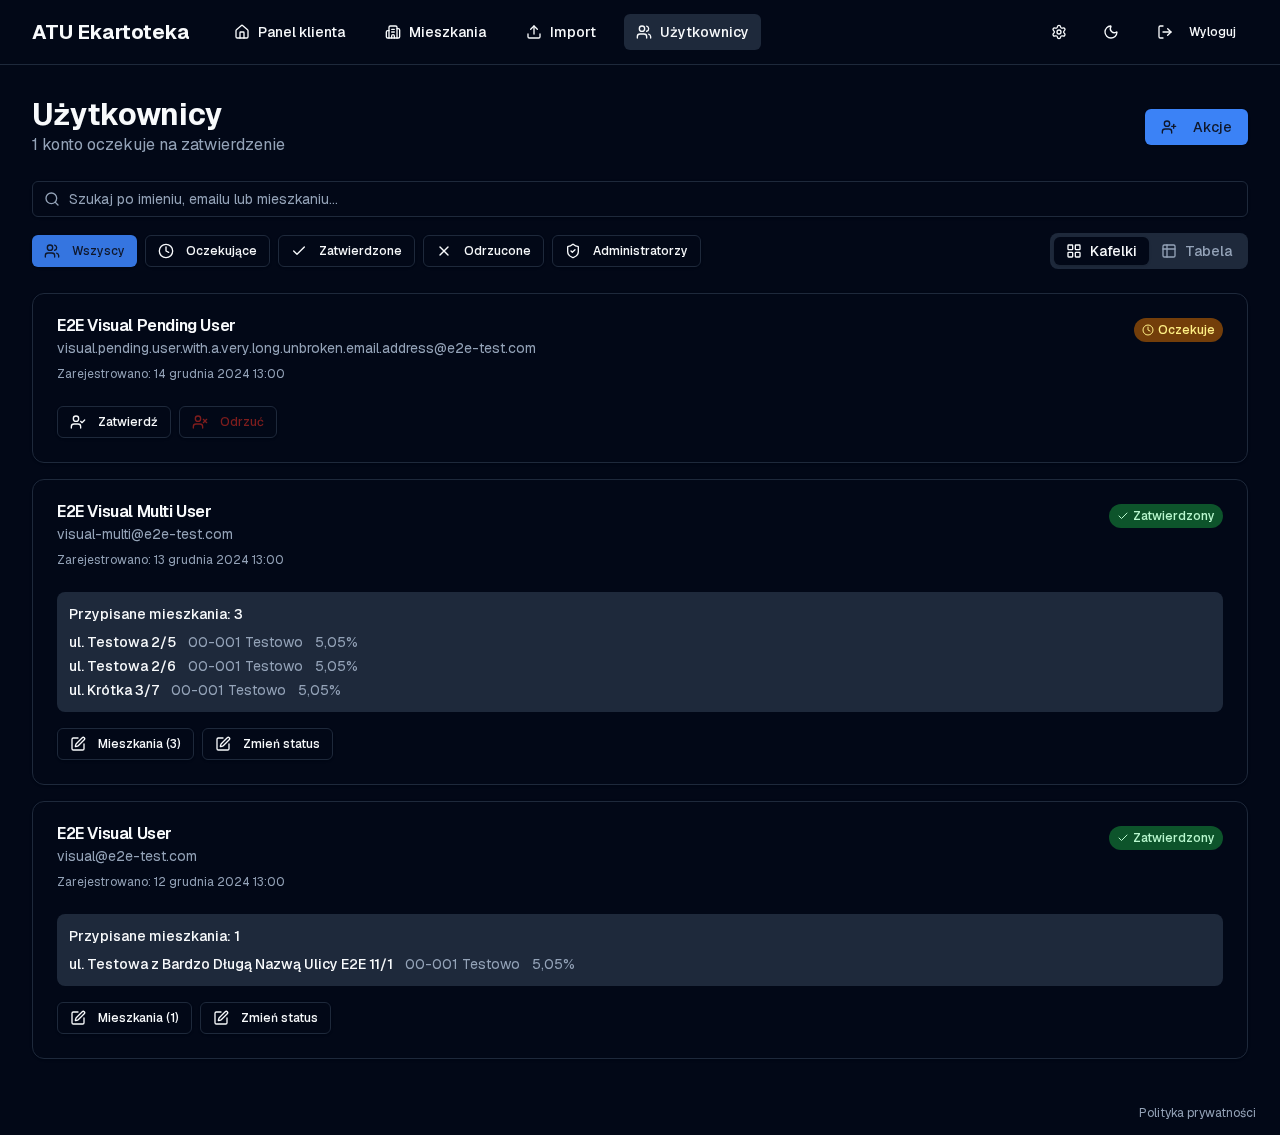 ATU Ekartoteka
Panel klienta
Mieszkania
Import
Użytkownicy
Wyloguj
Użytkownicy
1 konto oczekuje na zatwierdzenie
Akcje
Szukaj po imieniu, emailu lub mieszkaniu...
Wszyscy
Oczekujące
Zatwierdzone
Odrzucone
Administratorzy
Kafelki
Tabela
E2E Visual Pending User
Oczekuje
visual.pending.user.with.a.very.long.unbroken.email.address@e2e-test.com
Zarejestrowano: 14 grudnia 2024 13:00
Zatwierdź
Odrzuć
E2E Visual Multi User
Zatwierdzony
visual-multi@e2e-test.com
Zarejestrowano: 13 grudnia 2024 13:00
Przypisane mieszkania: 3
ul. Testowa 2/5 00-001 Testowo 5,05%
ul. Testowa 2/6 00-001 Testowo 5,05%
ul. Krótka 3/7 00-001 Testowo 5,05%
Mieszkania (3)
Zmień status
E2E Visual User
Zatwierdzony
visual@e2e-test.com
Zarejestrowano: 12 grudnia 2024 13:00
Przypisane mieszkania: 1
ul. Testowa z Bardzo Długą Nazwą Ulicy E2E 11/1 00-001 Testowo 5,05%
Mieszkania (1)
Zmień status
Polityka prywatności